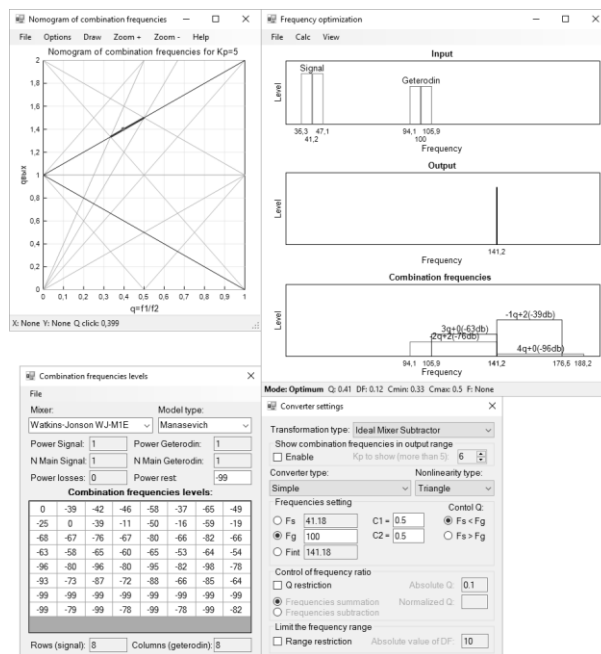 Nomogram of combination frequencies
File Options Draw Zoom + Zoom - Help
Nomogram of combination frequencies for Kp=5
2
1,8
1,6
1,4
1,2
1
0,8
0,6
0,4
0,2
0
qвых
0 0,1 0,2 0,3 0,4 0,5 0,6 0,7 0,8 0,9 1
q=f1/f2
X: None Y: None Q click: 0,399
Frequency optimization
File Calc View
Input
Level
Signal
Geterodin
35,3 47,1 94,1 105,9
41,2 100
Frequency
Output
Level
141,2
Frequency
Combination frequencies
Level
-1q+2(-39db)
3q+0(-63db)
-2q+2(-76db)
4q+0(-96db)
94,1 105,9 141,2 176,6 188,2
Frequency
Mode: Optimum Q: 0.41 DF: 0.12 Cmin: 0.33 Cmax: 0.5 F: None
Combination frequencies levels
File
Mixer: Model type:
Watkins-Jonson WJ-M1E Manasevich
Power Signal: 1 Power Geterodin: 1
N Main Signal: 1 N Main Geterodin: 1
Power losses: 0 Power rest: -99
Combination frequencies levels:
0 -39 -42 -46 -58 -37 -65 -49
-25 0 -39 -11 -50 -16 -59 -19
-68 -67 -76 -67 -80 -66 -82 -66
-63 -58 -65 -60 -65 -53 -64 -54
-96 -80 -96 -80 -95 -82 -98 -78
-93 -73 -87 -72 -88 -66 -85 -64
-99 -99 -99 -99 -99 -99 -99 -99
-99 -79 -99 -78 -99 -78 -99 -82
Rows (signal): 8 Columns (geterodin): 8
Converter settings
Transformation type: Ideal Mixer Subtractor
Show combination frequencies in output range
Enable Kp to show (more than 5): 6
Converter type: Nonlinearity type:
Simple Triangle
Frequencies setting
Contol Q:
Fs 41.18 C1 = 0.5 Fs < Fg
Fg 100 C2 = 0.5 Fs > Fg
Fint 141.18
Control of frequency ratio
Q restriction Absolute Q: 0.1
Frequencies summation Normalized Q:
Frequencies subtraction
Limit the frequency range
Range restriction Absolute value of DF: 10